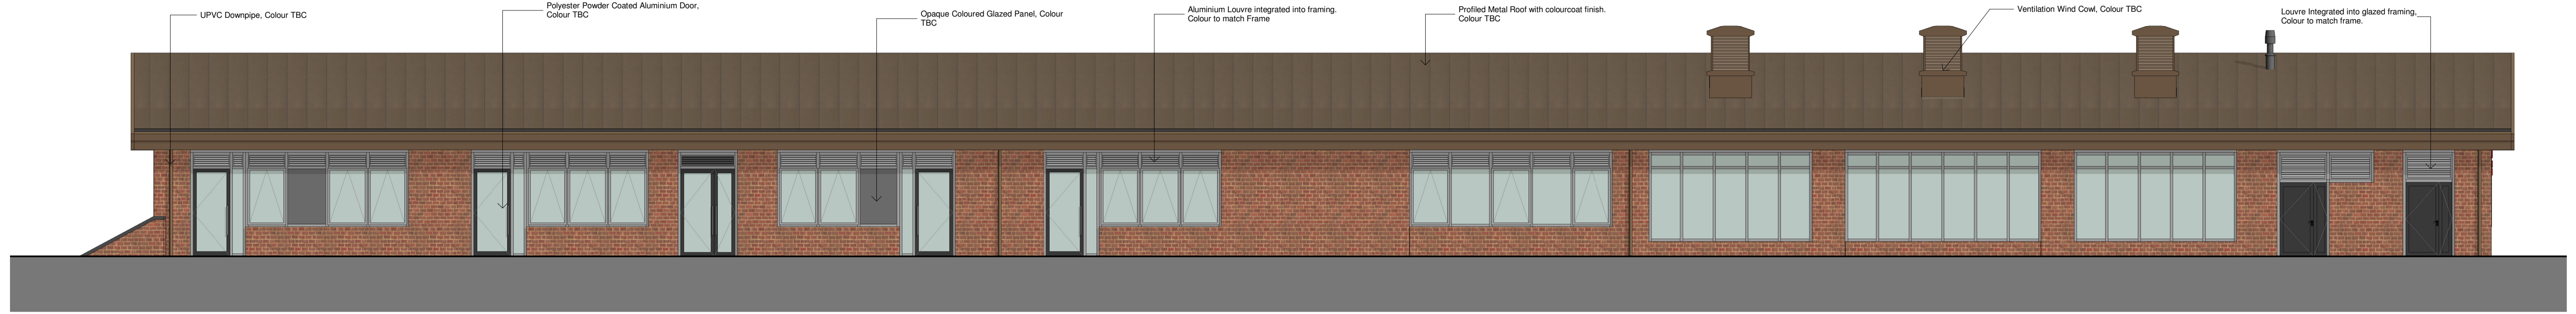 UPVC Downpipe, Colour TBC
Polyester Powder Coated Aluminium Door,
Colour TBC
Opaque Coloured Glazed Panel, Colour
TBC
Aluminium Louvre integrated into framing.
Colour to match Frame
Profiled Metal Roof with colourcoat finish.
Colour TBC
Ventilation Wind Cowl, Colour TBC
Louvre Integrated into glazed framing,
Colour to match frame.